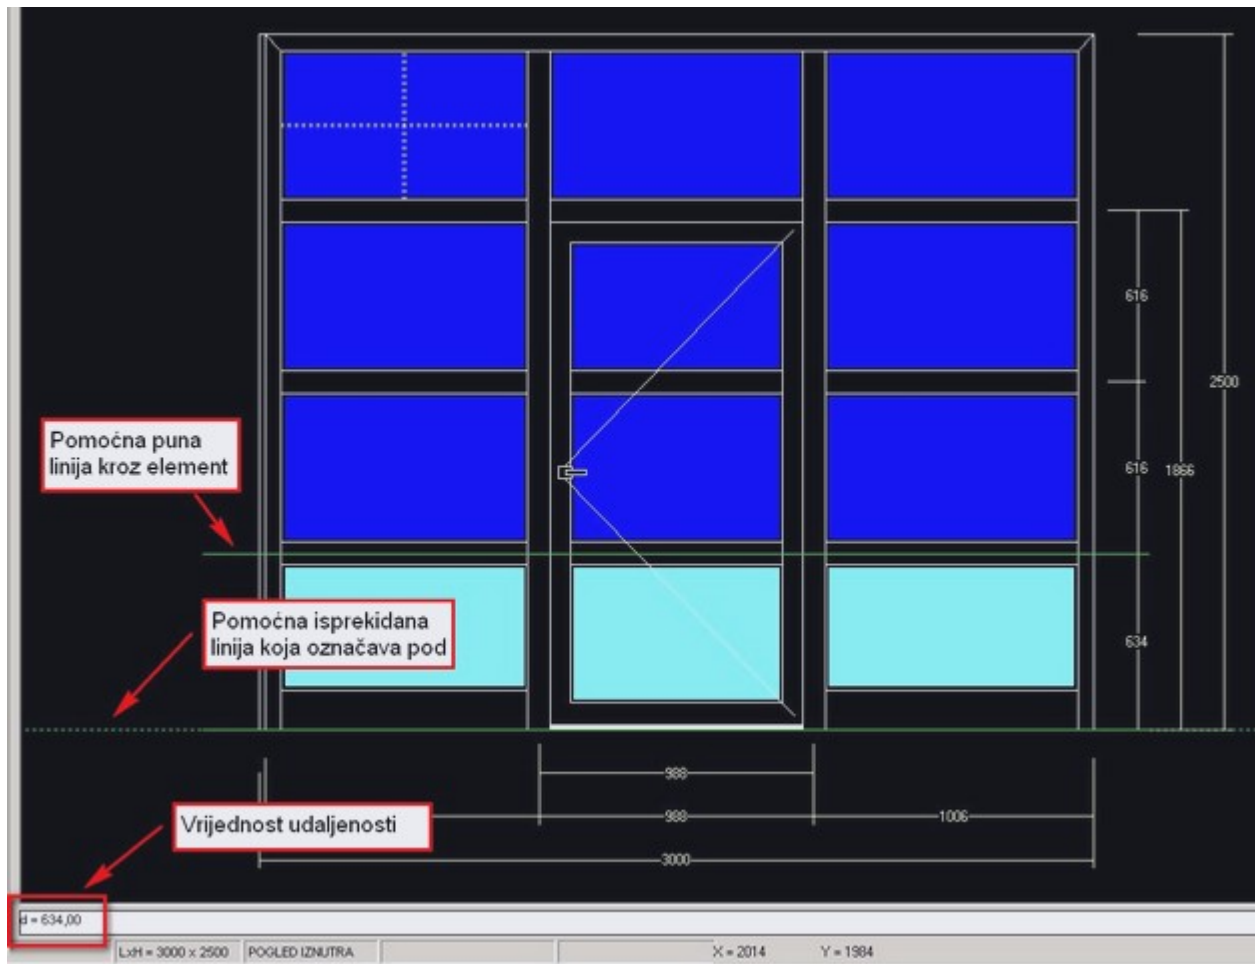 616
2500
Pomoćna puna
linija kroz element
616
1866
Pomoćna isprekidana
linija koja označava pod
634
988
Vrijednost udaljenosti
988
1006
3000
d = 634,00
LxH = 3000 x 2500 POGLED IZNUTRA X = 2014 Y = 1984